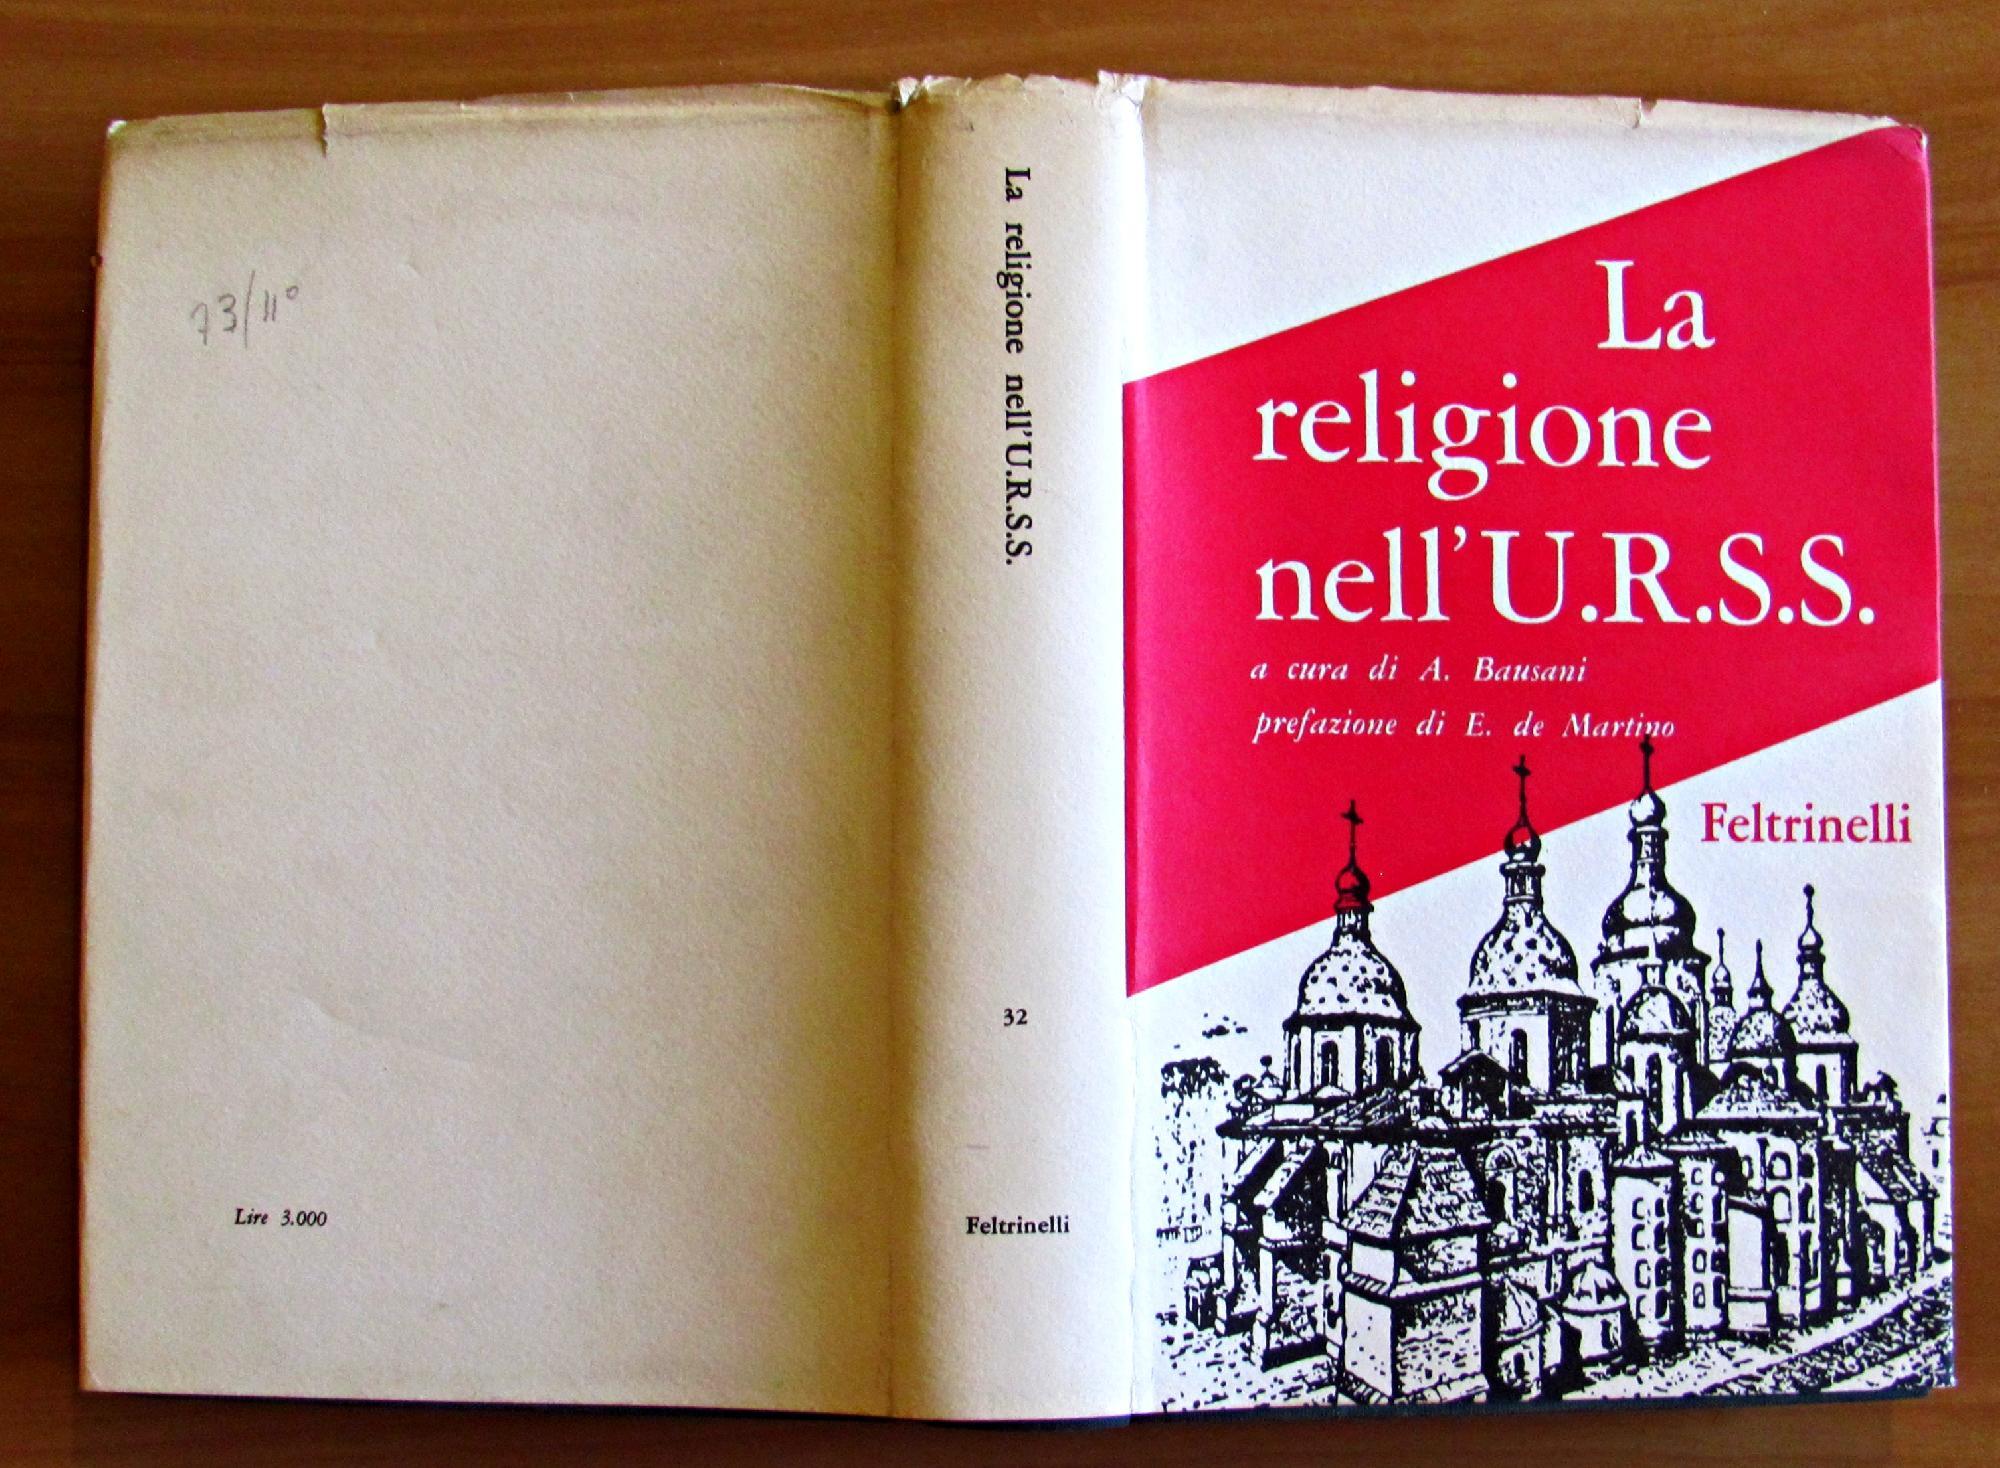 73/11°
Lire 3.000
La religione nell'U.R.S.S.
32
Feltrinelli
La
religione
nell'U.R.S.S.
a cura di A. Bausani
prefazione di E. de Martino
Feltrinelli